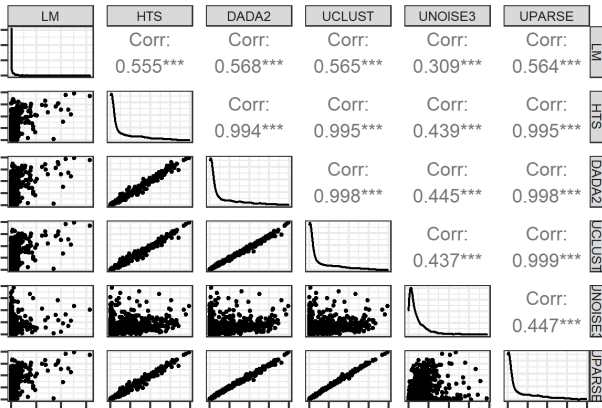 LM HTS DADA2 UCLUST UNOISE3 UPARSE
Corr: Corr: Corr: Corr: Corr:
0.555*** 0.568*** 0.565*** 0.309*** 0.564***
LM
Corr: Corr: Corr: Corr:
0.994*** 0.995*** 0.439*** 0.995***
HTS
Corr: Corr: Corr:
0.998*** 0.445*** 0.998***
DADA2
Corr: Corr:
0.437*** 0.999***
UCLUST
Corr:
0.447***
UNOISE3
UPARSE